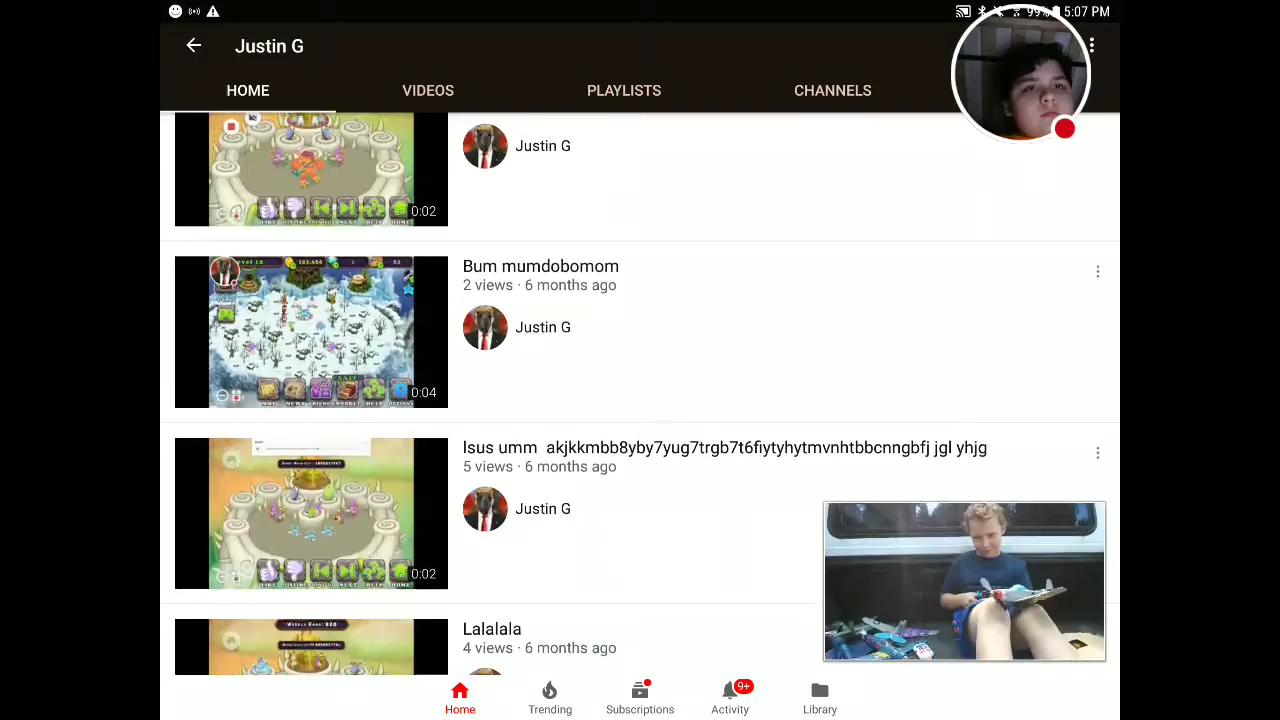 99% 5:07 PM
Justin G
HOME VIDEOS PLAYLISTS CHANNELS
Justin G
0:02
Bum mumdobomom
2 views · 6 months ago
Justin G
0:04
Isus umm akjkkmbb8yby7yug7trgb7t6fiytyhytmvnhtbbcnngbfj jgl yhjg
5 views · 6 months ago
Justin G
0:02
Lalalala
4 views · 6 months ago
9+
Home Trending Subscriptions Activity Library